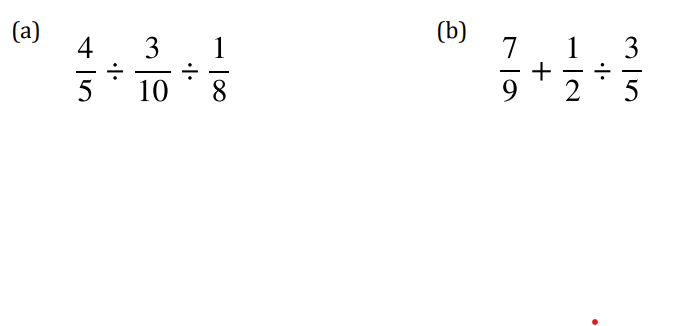 (a) 4/5 ÷ 3/10 ÷ 1/8
(b) 7/9 + 1/2 ÷ 3/5